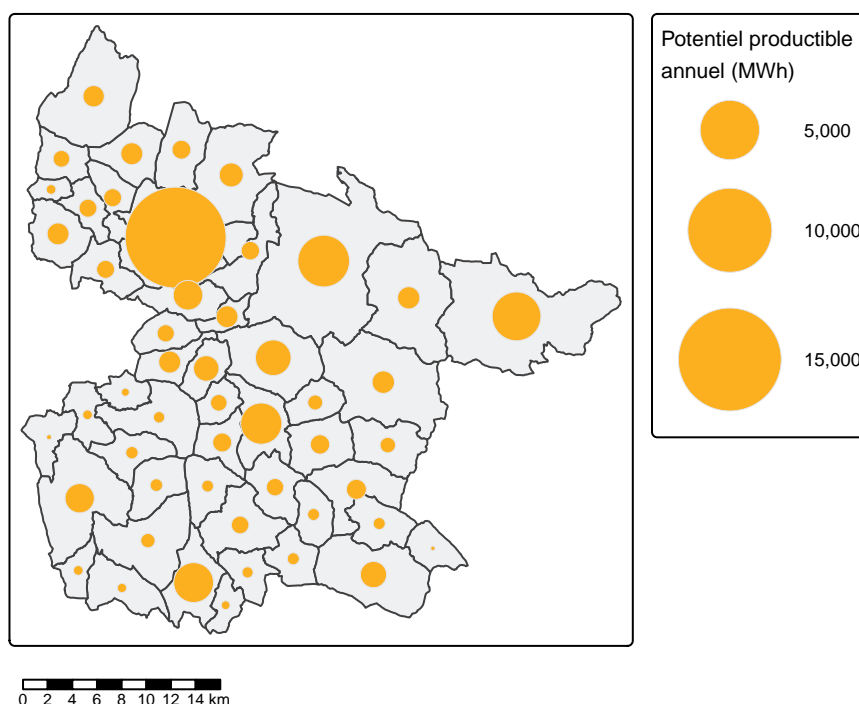 Potentiel productible
annuel (MWh)
5,000
10,000
15,000
0 2 4 6 8 10 12 14 km